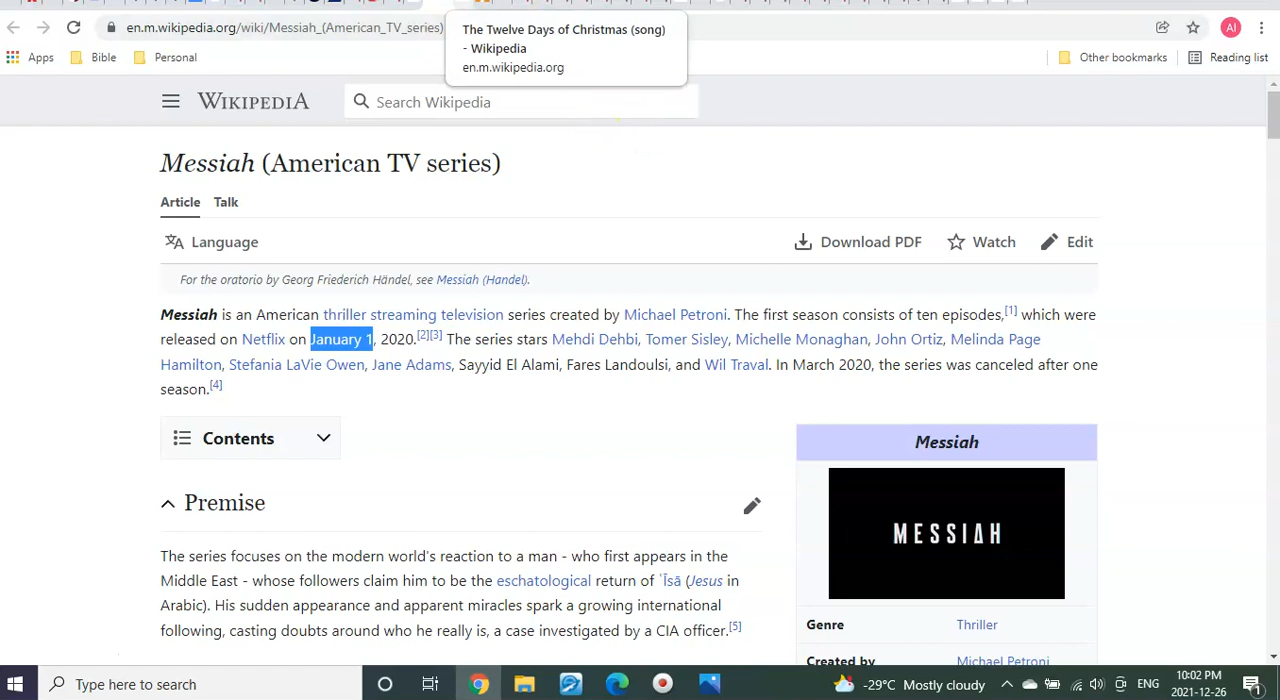 The Twelve Days of Christmas (song)
- Wikipedia
en.m.wikipedia.org
en.m.wikipedia.org/wiki/Messiah_(American_TV_series)
Al
Apps Bible Personal Other bookmarks Reading list
WIKIPEDIA Search Wikipedia
Messiah (American TV series)
Article Talk
Language Download PDF Watch Edit
For the oratorio by Georg Friederich Händel, see Messiah (Handel).
Messiah is an American thriller streaming television series created by Michael Petroni. The first season consists of ten episodes,[1] which were
released on Netflix on January 1, 2020.[2][3] The series stars Mehdi Dehbi, Tomer Sisley, Michelle Monaghan, John Ortiz, Melinda Page
Hamilton, Stefania LaVie Owen, Jane Adams, Sayyid El Alami, Fares Landoulsi, and Wil Traval. In March 2020, the series was canceled after one
season.[4]
Contents
Messiah
MESSIAH
Premise
The series focuses on the modern world's reaction to a man - who first appears in the
Middle East - whose followers claim him to be the eschatological return of ʿĪsā (Jesus in
Arabic). His sudden appearance and apparent miracles spark a growing international
following, casting doubts around who he really is, a case investigated by a CIA officer.[5]
Genre Thriller
Created by Michael Petroni
Type here to search
-29°C Mostly cloudy
ENG
10:02 PM
2021-12-26
1